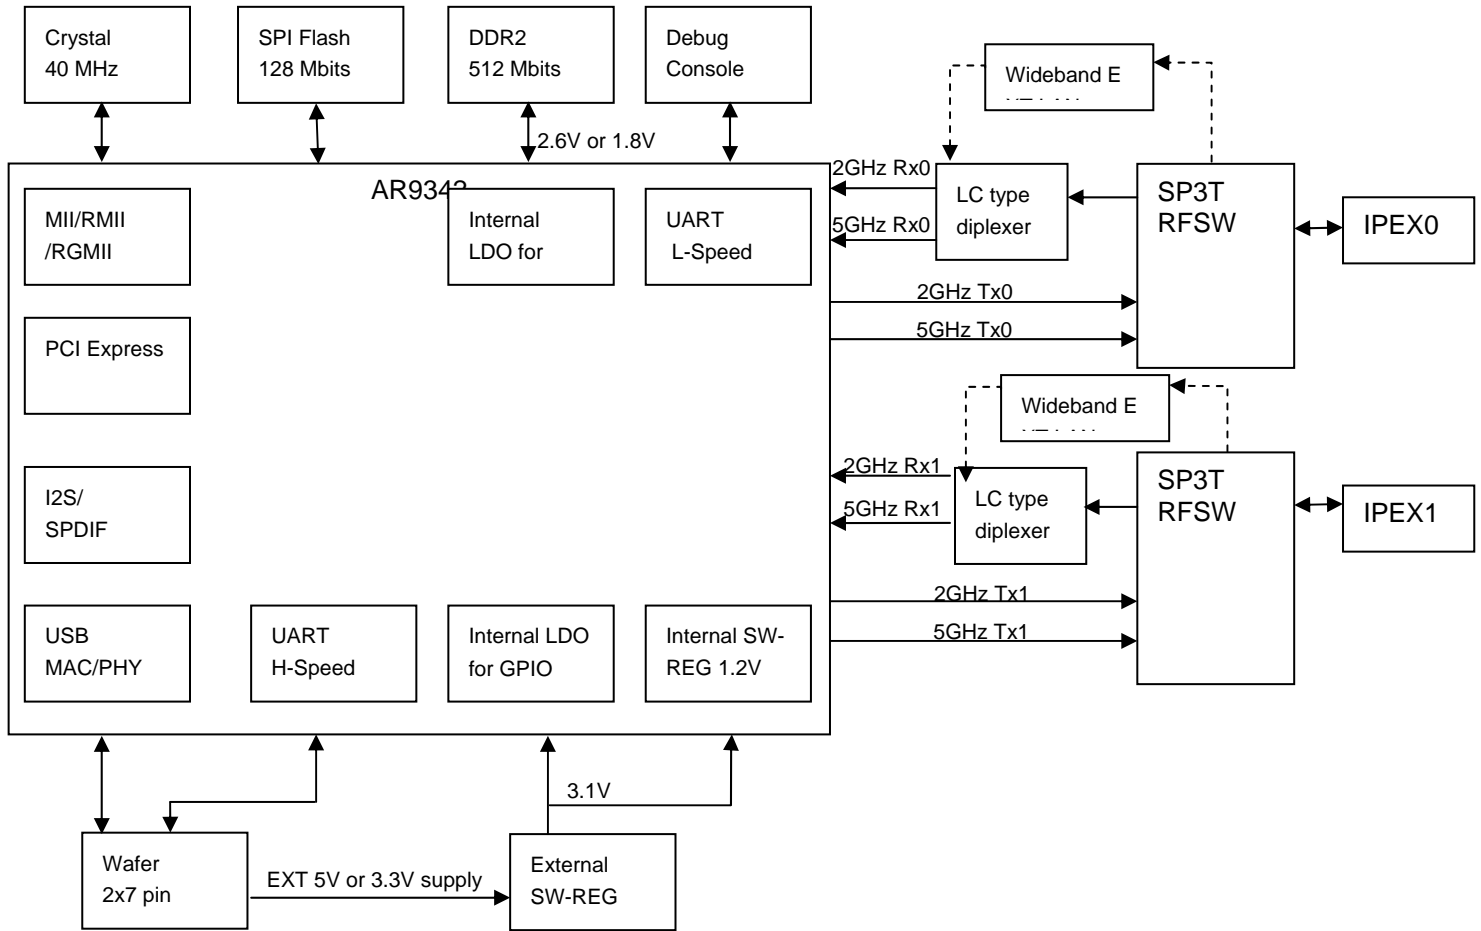 Crystal
40 MHz
SPI Flash
128 Mbits
DDR2
512 Mbits
Debug
Console
Wideband E
2.6V or 1.8V
MII/RMII
/RGMII
Internal
LDO for
UART
L-Speed
2GHz Rx0
5GHz Rx0
LC type
diplexer
SP3T
RFSW
IPEX0
2GHz Tx0
5GHz Tx0
PCI Express
Wideband E
2GHz Rx1
5GHz Rx1
LC type
diplexer
SP3T
RFSW
IPEX1
I2S/
SPDIF
2GHz Tx1
5GHz Tx1
USB
MAC/PHY
UART
H-Speed
Internal LDO
for GPIO
Internal SW-
REG 1.2V
3.1V
Wafer
2x7 pin
EXT 5V or 3.3V supply
External
SW-REG